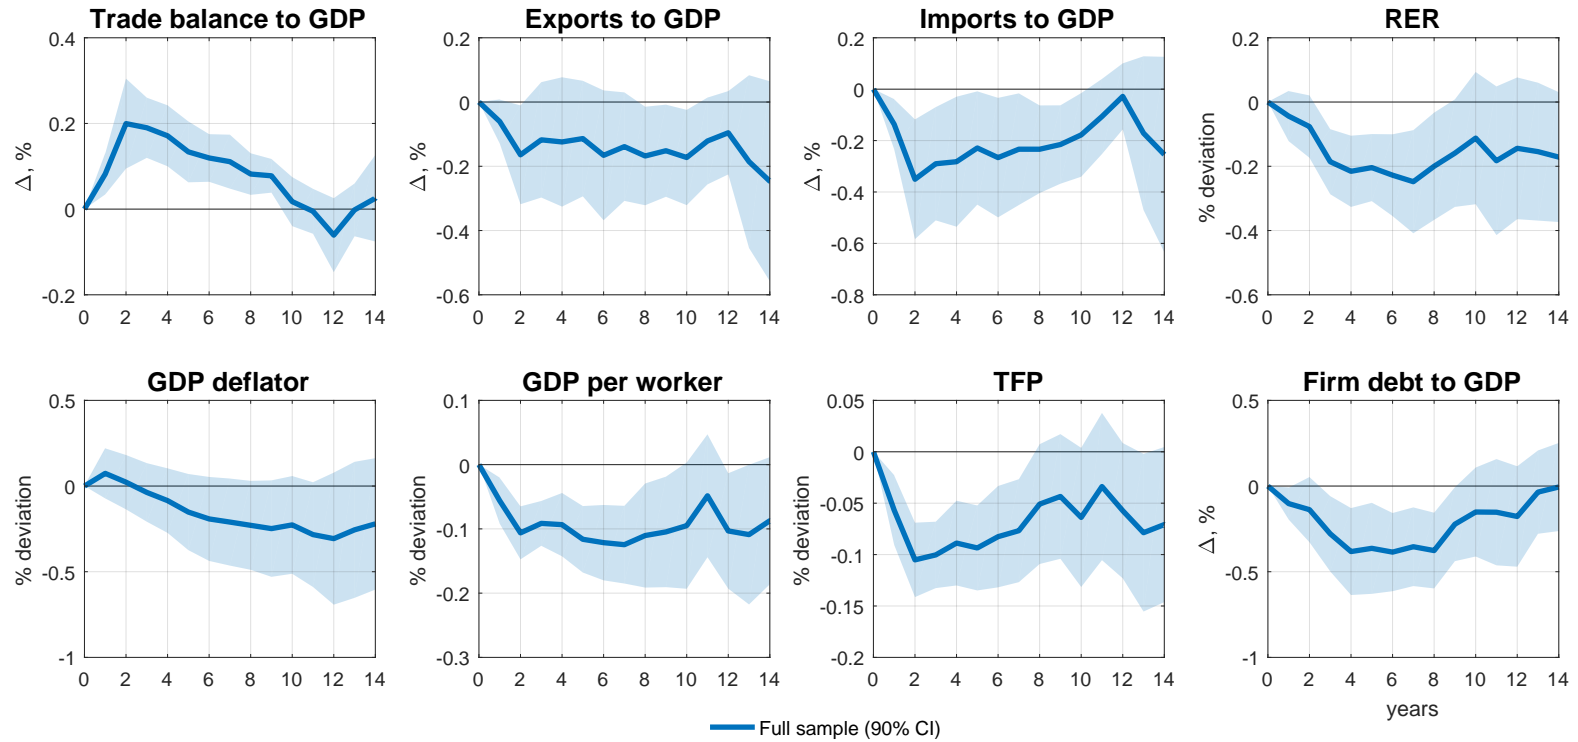 Trade balance to GDP
Exports to GDP
Imports to GDP
RER
0.4
0.2
0
-0.2
Δ, %
0 2 4 6 8 10 12 14
0.2
0
-0.2
-0.4
-0.6
Δ, %
0 2 4 6 8 10 12 14
0.2
0
-0.2
-0.4
-0.6
-0.8
Δ, %
0 2 4 6 8 10 12 14
0.2
0
-0.2
-0.4
-0.6
% deviation
0 2 4 6 8 10 12 14
GDP deflator
GDP per worker
TFP
Firm debt to GDP
0.5
0
-0.5
-1
% deviation
0 2 4 6 8 10 12 14
0.1
0
-0.1
-0.2
-0.3
% deviation
0 2 4 6 8 10 12 14
0.05
0
-0.05
-0.1
-0.15
-0.2
% deviation
0 2 4 6 8 10 12 14
0.5
0
-0.5
-1
Δ, %
0 2 4 6 8 10 12 14
years
Full sample (90% CI)